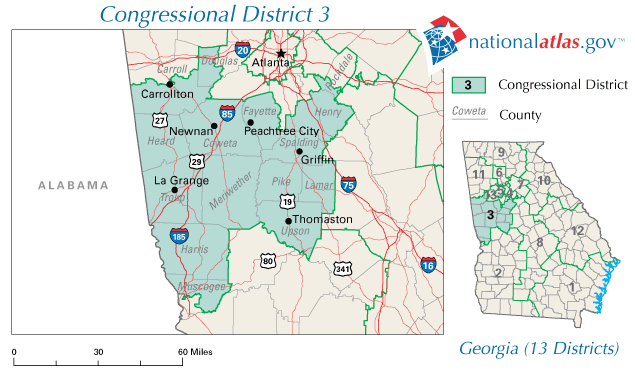 Congressional District 3
nationalatlas.gov™
3 Congressional District
Coweta County
ALABAMA
Carroll
Douglas
20
Atlanta
Rockdale
Carrollton
27
85
Fayette
Henry
Newnan
Peachtree City
Heard
Coweta
Spalding
Griffin
29
La Grange
Troup
Meriwether
Pike
Lamar
75
19
Thomaston
Upson
185
Harris
80
341
16
Muscogee
0 30 60 Miles
9
11
6
7
10
13
5
4
3
8
12
2
1
Georgia (13 Districts)